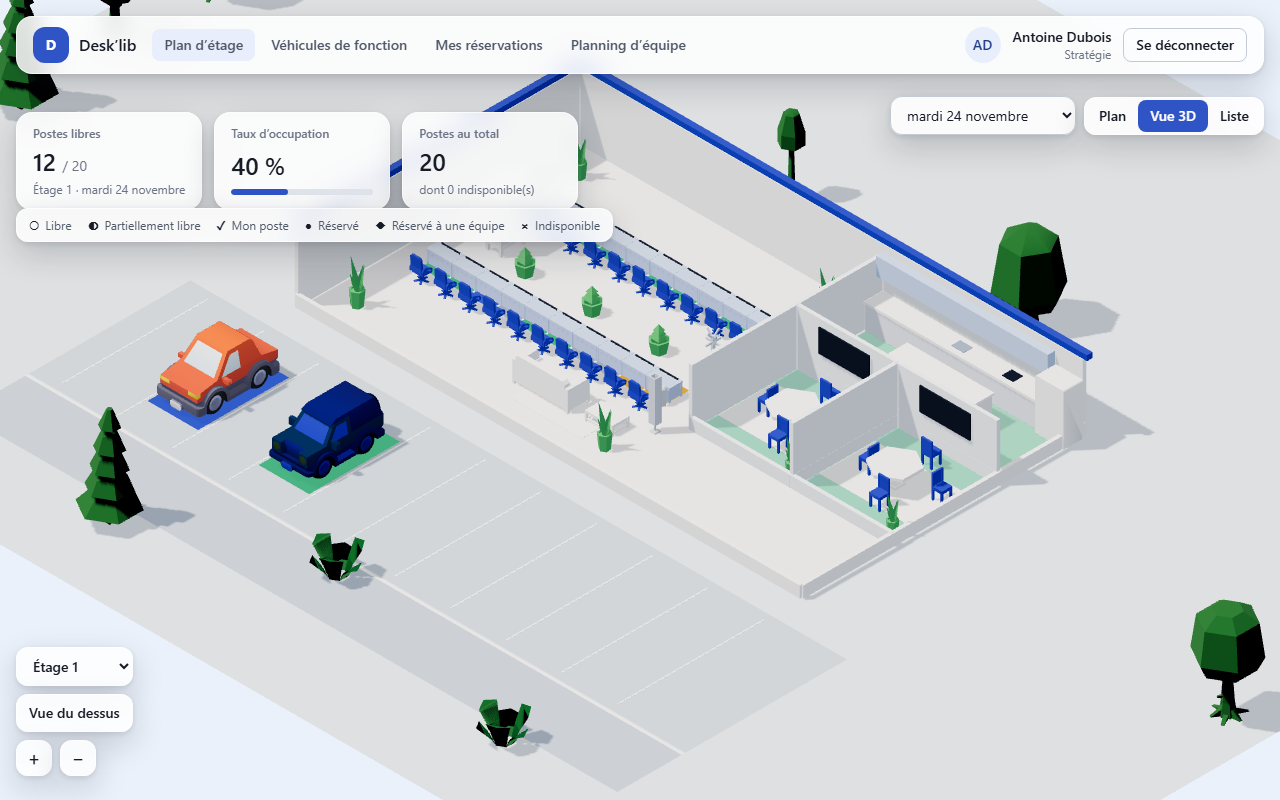 D Desk'lib Plan d'étage Véhicules de fonction Mes réservations Planning d'équipe AD Antoine Dubois Se déconnecter
Stratégie
mardi 24 novembre Plan Vue 3D Liste
Postes libres
12 / 20
Étage 1 · mardi 24 novembre
Taux d'occupation
40 %
Postes au total
20
dont 0 indisponible(s)
Libre Partiellement libre Mon poste Réservé Réservé à une équipe Indisponible
Étage 1
Vue du dessus
+ −